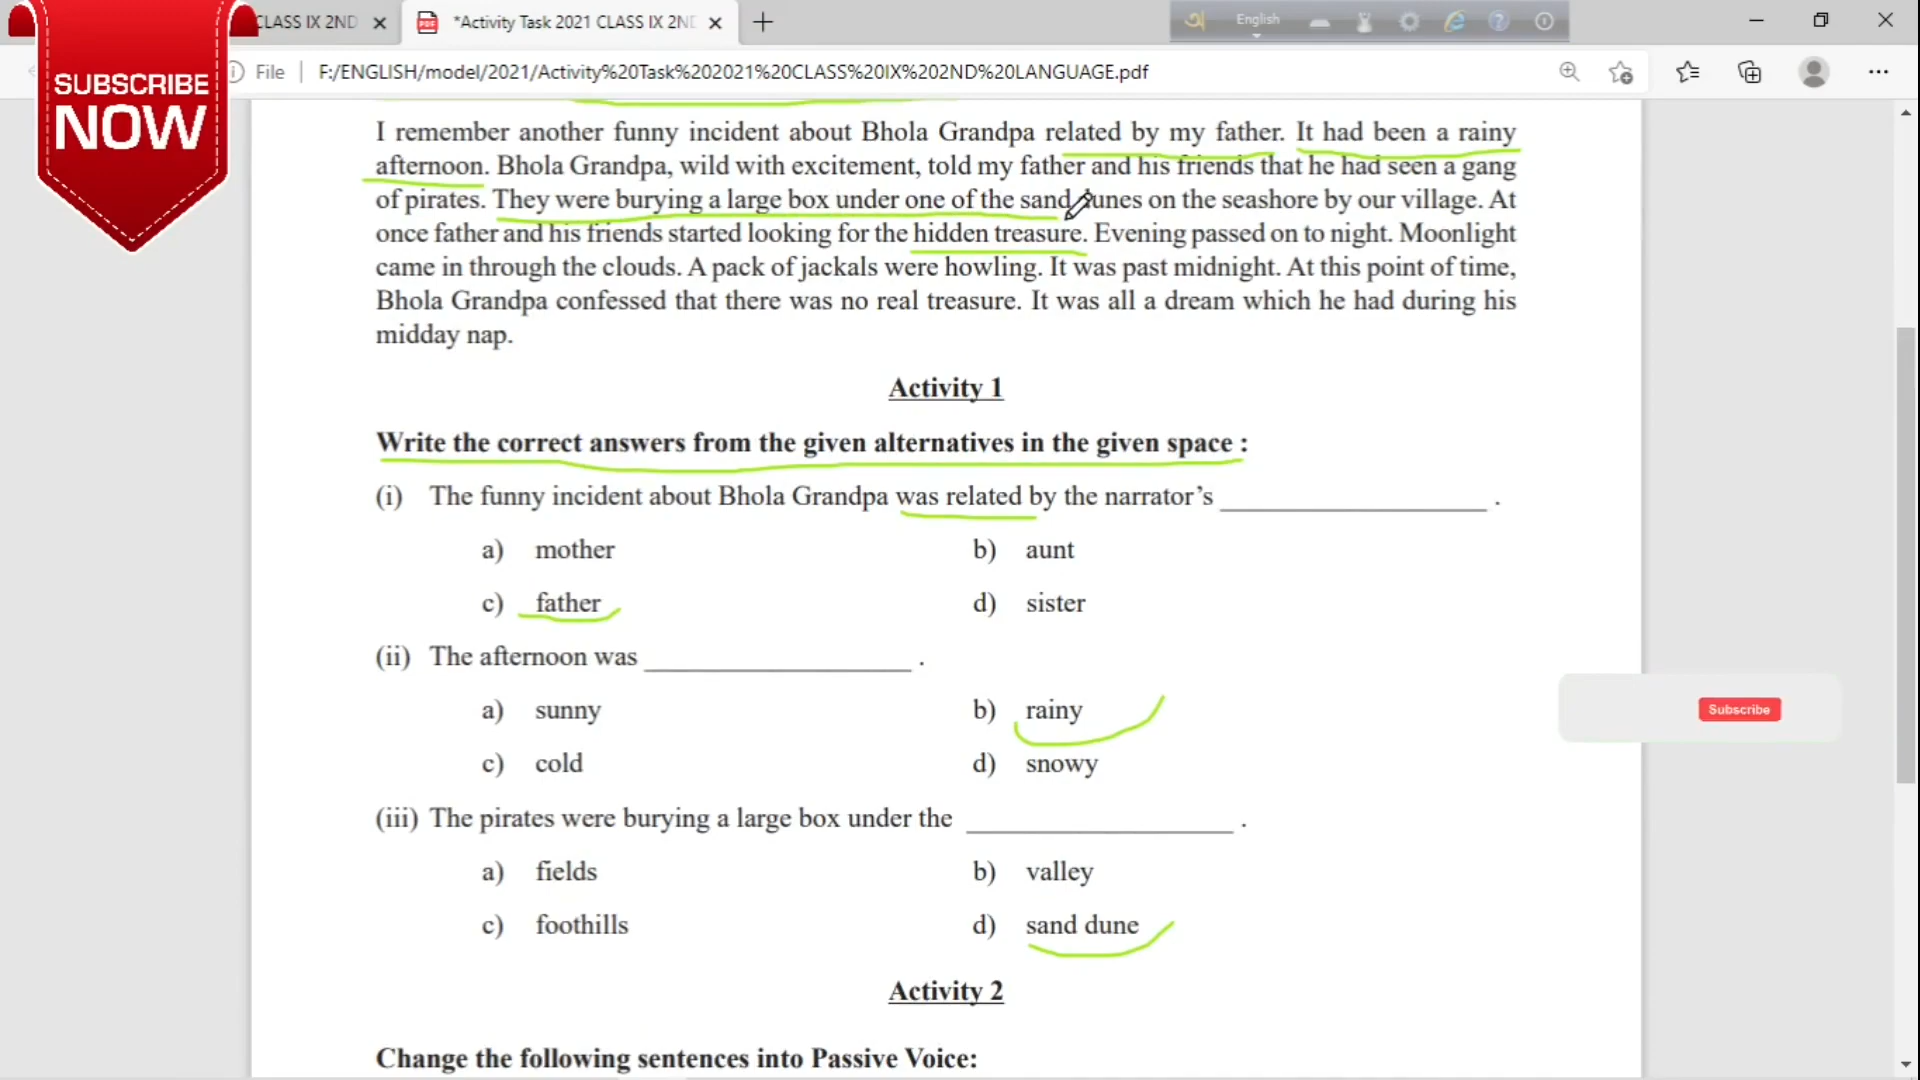 CLASS IX 2ND
*Activity Task 2021 CLASS IX 2ND
English
SUBSCRIBE
NOW
File
F:/ENGLISH/model/2021/Activity%20Task%202021%20CLASS%20IX%202ND%20LANGUAGE.pdf
I remember another funny incident about Bhola Grandpa related by my father. It had been a rainy
afternoon. Bhola Grandpa, wild with excitement, told my father and his friends that he had seen a gang
of pirates. They were burying a large box under one of the sand dunes on the seashore by our village. At
once father and his friends started looking for the hidden treasure. Evening passed on to night. Moonlight
came in through the clouds. A pack of jackals were howling. It was past midnight. At this point of time,
Bhola Grandpa confessed that there was no real treasure. It was all a dream which he had during his
midday nap.
Activity 1
Write the correct answers from the given alternatives in the given space :
(i) The funny incident about Bhola Grandpa was related by the narrator’s ____________________ .
a) mother b) aunt
c) father d) sister
(ii) The afternoon was ____________________ .
a) sunny b) rainy
c) cold d) snowy
Subscribe
(iii) The pirates were burying a large box under the ____________________ .
a) fields b) valley
c) foothills d) sand dune
Activity 2
Change the following sentences into Passive Voice: